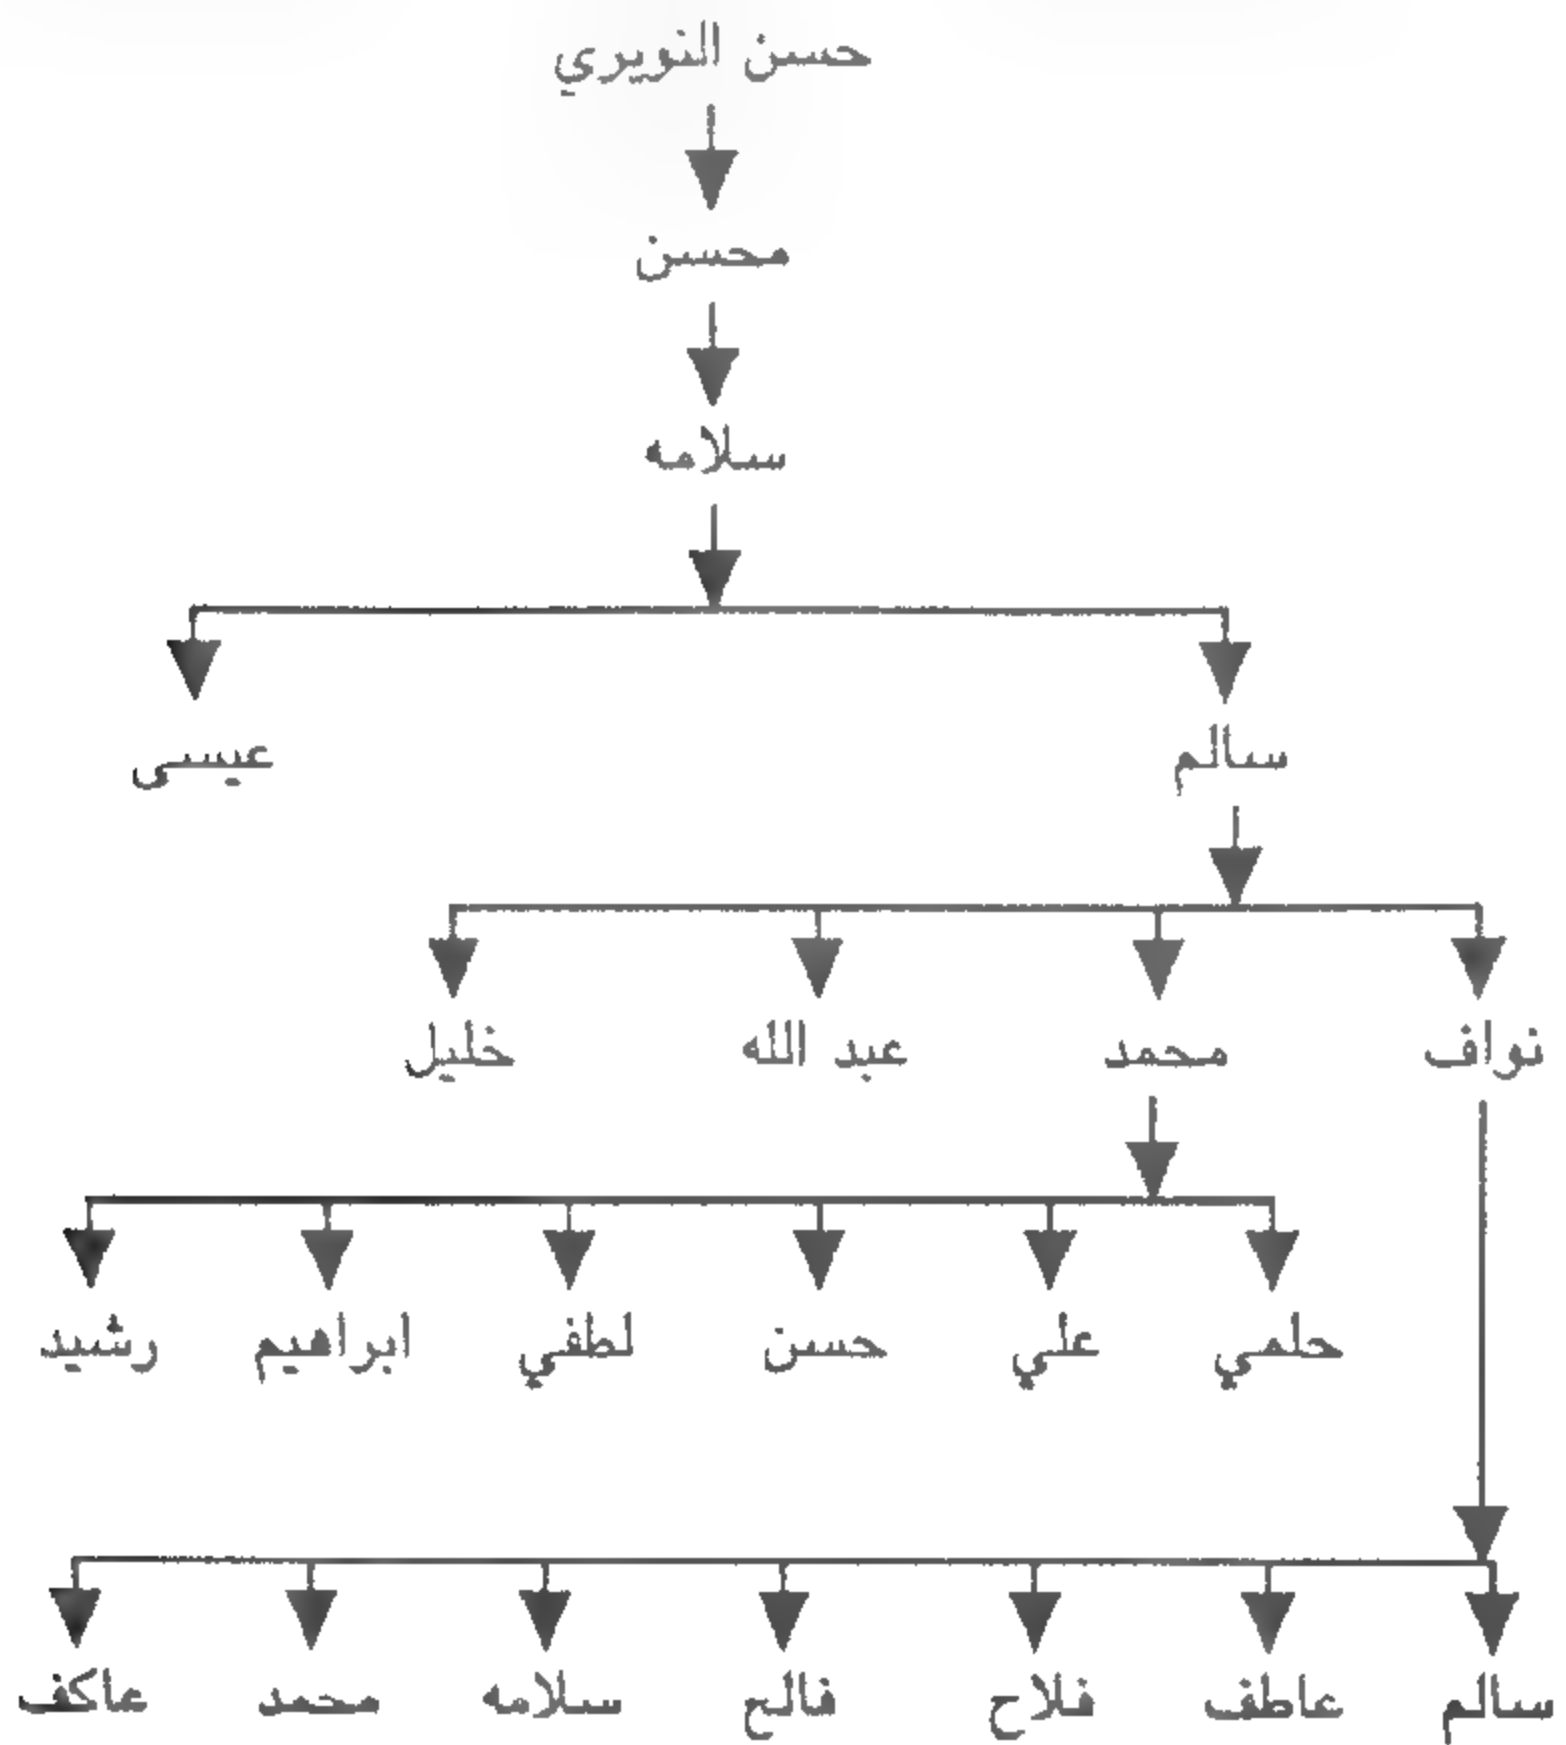 حسن النويري
محسن
سلامه
سالم عيسى
نواف محمد عبد الله خليل
حلمي علي حسن لطفي ابراهيم رشيد
سالم عاطف فلاح فالح سلامه محمد عاكف